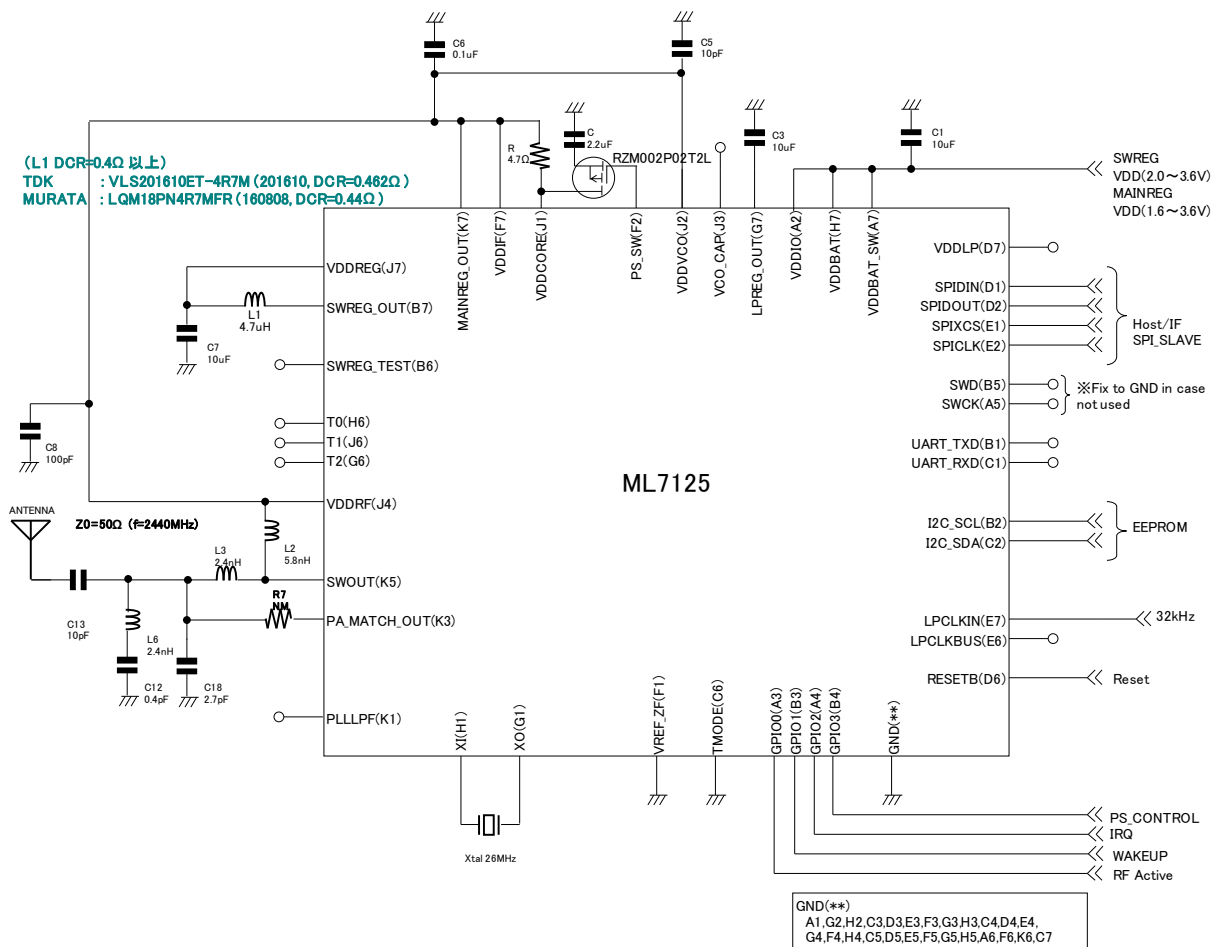 C6
0.1uF
C5
10pF
C
2.2uF
RZM002P02T2L
R
4.7Ω
C3
10uF
C1
10uF
(L1 DCR=0.4Ω 以上)
TDK : VLS201610ET-4R7M (201610, DCR=0.462Ω)
MURATA : LQM18PN4R7MFR (160808, DCR=0.44Ω)
SWREG
VDD(2.0～3.6V)
MAINREG
VDD(1.6～3.6V)
MAINREG_OUT(K7)
VDDIF(F7)
VDDCORE(J1)
PS_SW(F2)
VDDVCO(J2)
VCO_CAP(J3)
LPREG_OUT(G7)
VDDIO(A2)
VDDBAT(H7)
VDDBAT_SW(A7)
VDDREG(J7)
SWREG_OUT(B7)
L1
4.7uH
C7
10uF
SWREG_TEST(B6)
T0(H6)
T1(J6)
T2(G6)
C8
100pF
VDDRF(J4)
ANTENNA
Z0=50Ω (f=2440MHz)
L3
2.4nH
L2
5.8nH
SWOUT(K5)
R7
NM
PA_MATCH_OUT(K3)
C13
10pF
L6
2.4nH
C12
0.4pF
C18
2.7pF
PLLLPF(K1)
ML7125
VDDLP(D7)
SPIDIN(D1)
SPIDOUT(D2)
SPIXCS(E1)
SPICLK(E2)
Host/IF
SPI_SLAVE
SWD(B5)
SWCK(A5)
※Fix to GND in case
not used
UART_TXD(B1)
UART_RXD(C1)
I2C_SCL(B2)
I2C_SDA(C2)
EEPROM
LPCLKIN(E7)
32kHz
LPCLKBUS(E6)
RESETB(D6)
Reset
XI(H1)
XO(G1)
VREF_ZF(F1)
TMODE(C6)
GPIO0(A3)
GPIO1(B3)
GPIO2(A4)
GPIO3(B4)
GND(**)
Xtal 26MHz
PS_CONTROL
IRQ
WAKEUP
RF Active
GND(**)
A1,G2,H2,C3,D3,E3,F3,G3,H3,C4,D4,E4,
G4,F4,H4,C5,D5,E5,F5,G5,H5,A6,F6,K6,C7